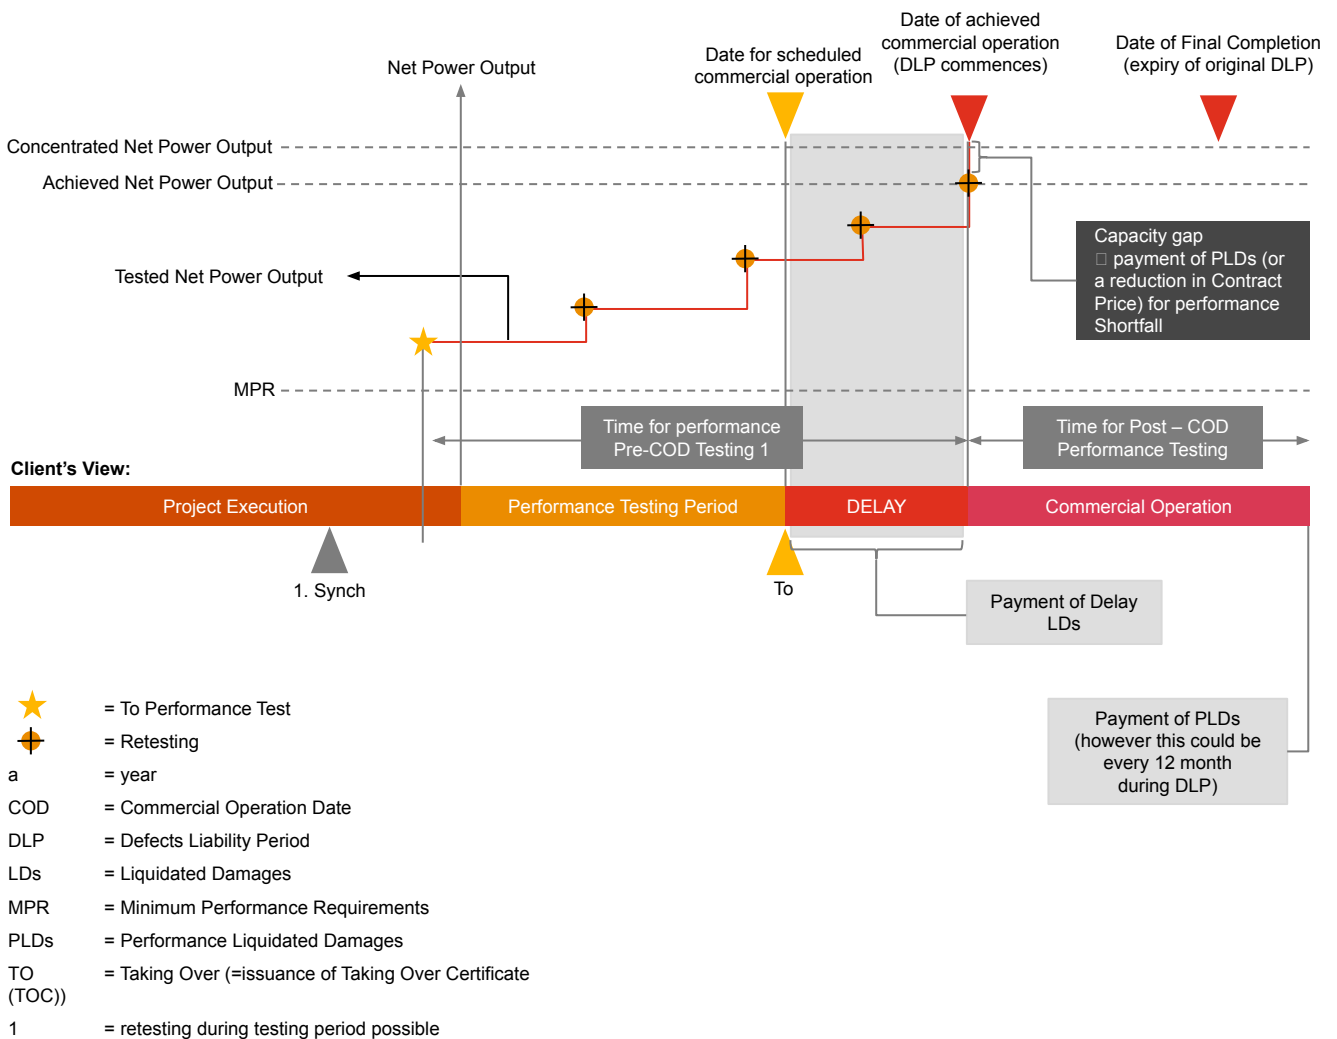 Date of achieved
commercial operation
(DLP commences)
Date for scheduled
commercial operation
Date of Final Completion
(expiry of original DLP)
Net Power Output
Concentrated Net Power Output
Achieved Net Power Output
Tested Net Power Output
Capacity gap
□ payment of PLDs (or
a reduction in Contract
Price) for performance
Shortfall
MPR
Time for performance
Pre-COD Testing 1
Time for Post – COD
Performance Testing
Client's View:
Project Execution
Performance Testing Period
DELAY
Commercial Operation
1. Synch
To
Payment of Delay
LDs
Payment of PLDs
(however this could be
every 12 month
during DLP)
= To Performance Test
= Retesting
a = year
COD = Commercial Operation Date
DLP = Defects Liability Period
LDs = Liquidated Damages
MPR = Minimum Performance Requirements
PLDs = Performance Liquidated Damages
TO = Taking Over (=issuance of Taking Over Certificate
(TOC))
1 = retesting during testing period possible